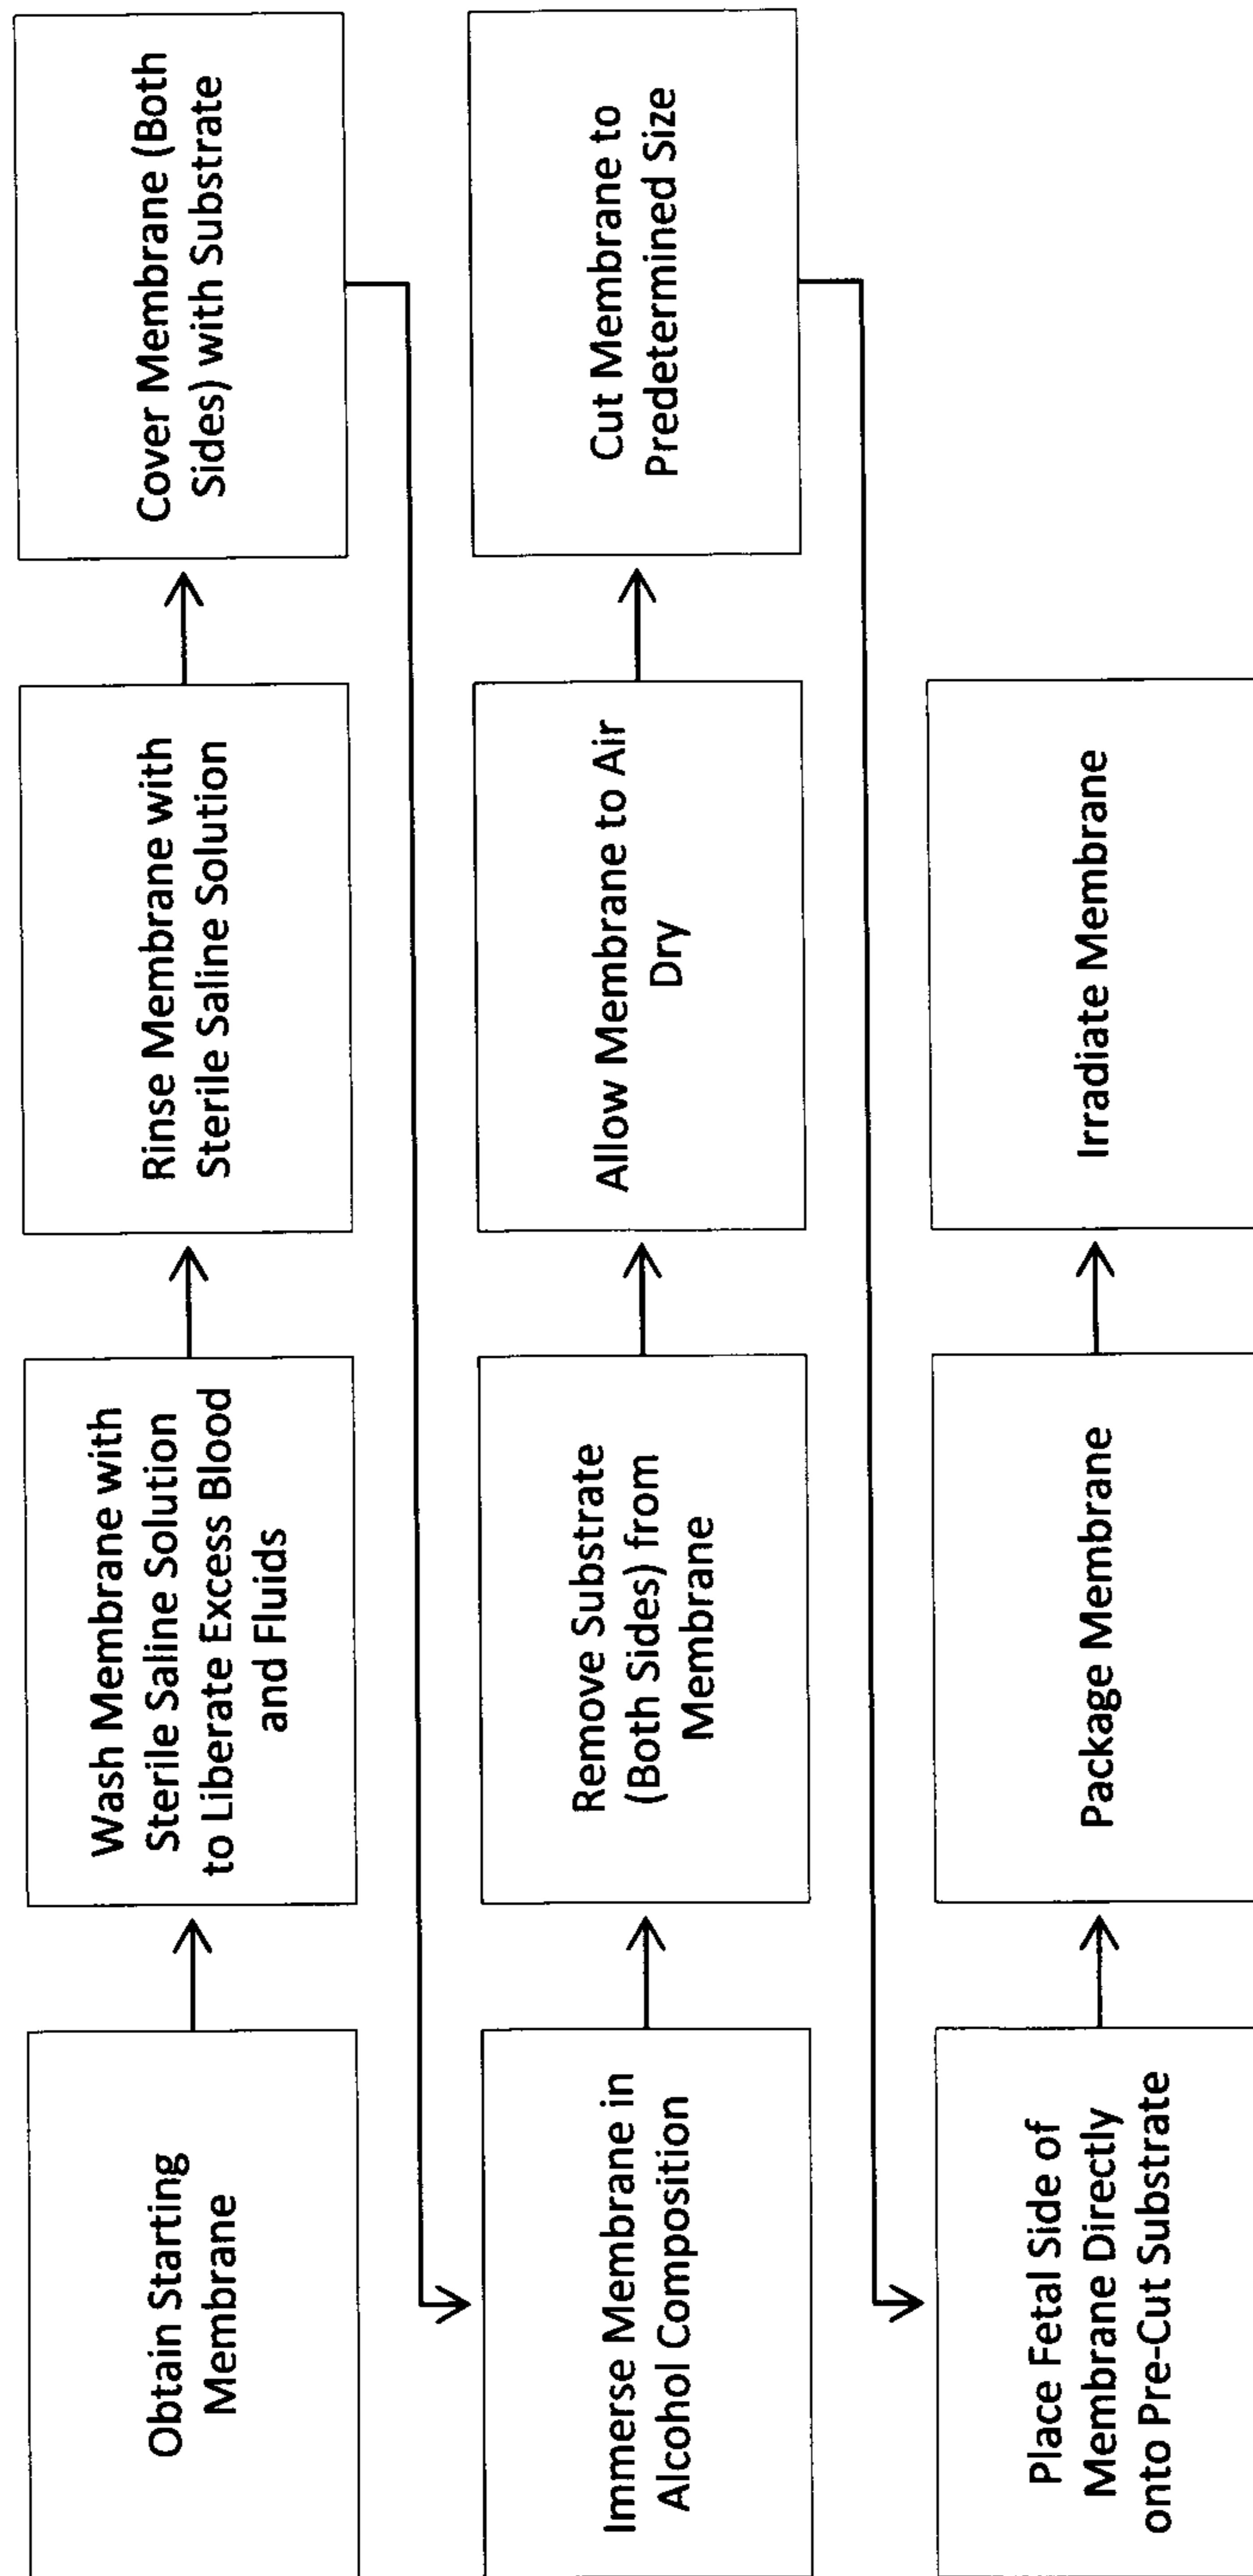 Obtain Starting
Membrane
Wash Membrane with
Sterile Saline Solution
to Liberate Excess Blood
and Fluids
Rinse Membrane with
Sterile Saline Solution
Cover Membrane (Both
Sides) with Substrate
Immerse Membrane in
Alcohol Composition
Remove Substrate
(Both Sides) from
Membrane
Allow Membrane to Air
Dry
Cut Membrane to
Predetermined Size
Place Fetal Side of
Membrane Directly
onto Pre-Cut Substrate
Package Membrane
Irradiate Membrane